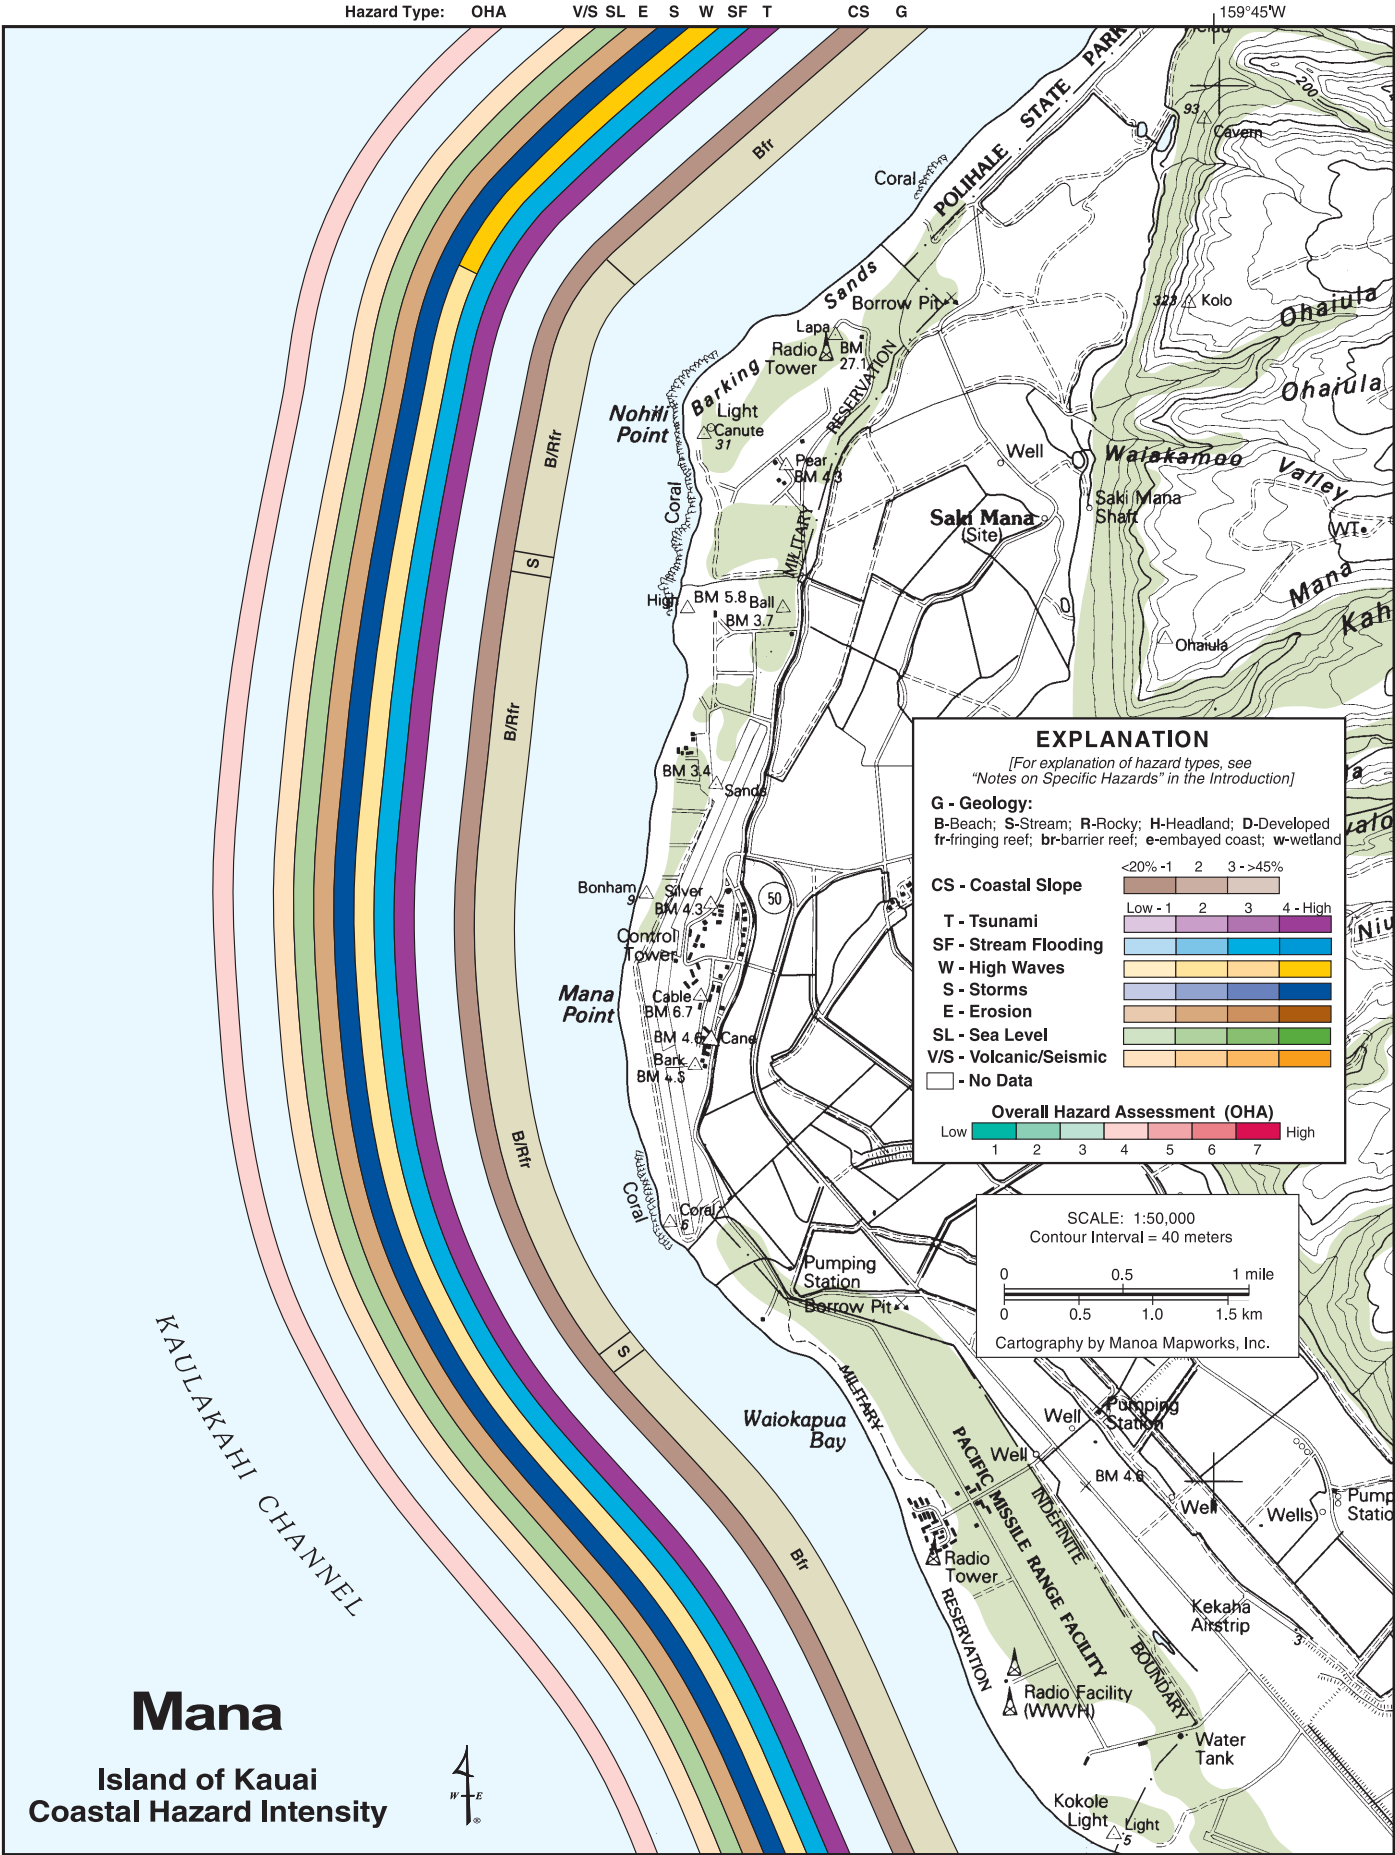 Hazard Type: OHA V/S SL E S W SF T CS G
159°45'W
POLIHALE STATE PARK
200
93
Cavern
Bfr
Coral
Barking Sands
Borrow Pit
323
Kolo
Ohaiula
Lapa
Radio
Tower
BM
27.1
MILITARY RESERVATION
Ohaiula
Nohili
Point
Light
Canute
31
B/Rfr
Pear
BM 4.3
Well
Waiakamoo Valley
Coral
Saki Mana
(Site)
Saki Mana
Shaft
WT
S
High
BM 5.8
Ball
BM 3.7
Mana
Kah
Ohaiula
B/Rfr
BM 3.4
Sands
EXPLANATION
[For explanation of hazard types, see
"Notes on Specific Hazards" in the Introduction]
G - Geology:
B-Beach; S-Stream; R-Rocky; H-Headland; D-Developed
fr-fringing reef; br-barrier reef; e-embayed coast; w-wetland
<20% -1 2 3 - >45%
CS - Coastal Slope
Low - 1 2 3 4 - High
T - Tsunami
SF - Stream Flooding
W - High Waves
S - Storms
E - Erosion
SL - Sea Level
V/S - Volcanic/Seismic
- No Data
Overall Hazard Assessment (OHA)
Low High
1 2 3 4 5 6 7
Niu
Bonham
9
Silver
BM 4.3
50
Control
Tower
Mana
Point
Cable
BM 6.7
BM 4.6
Cane
Bark
BM 4.3
B/Rfr
Coral
Coral
6
SCALE: 1:50,000
Contour Interval = 40 meters
0 0.5 1 mile
0 0.5 1.0 1.5 km
Cartography by Manoa Mapworks, Inc.
Pumping
Station
Borrow Pit
S
KAULAKAHI CHANNEL
MILITARY RESERVATION
Waiokapua
Bay
Well
Pumping
Station
Well
BM 4.6
Well
Wells
Pump
Statio
PACIFIC MISSILE RANGE FACILITY
INDEFINITE BOUNDARY
Bfr
Radio
Tower
Kekaha
Airstrip
3
Radio Facility
(WWVH)
Water
Tank
Kokole
Light
Light
5
Mana
Island of Kauai
Coastal Hazard Intensity
W E